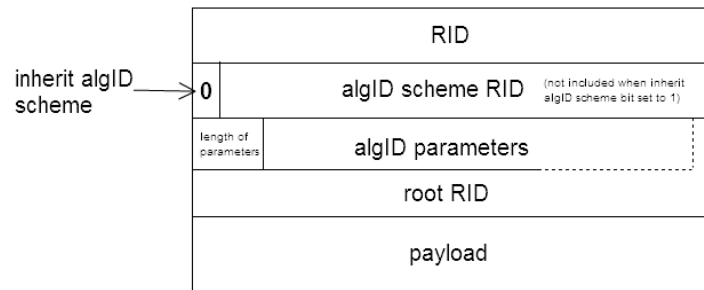 RID
inherit algID
scheme
0
algID scheme RID
(not included when inherit
algID scheme bit set to 1)
length of
parameters
algID parameters
root RID
payload